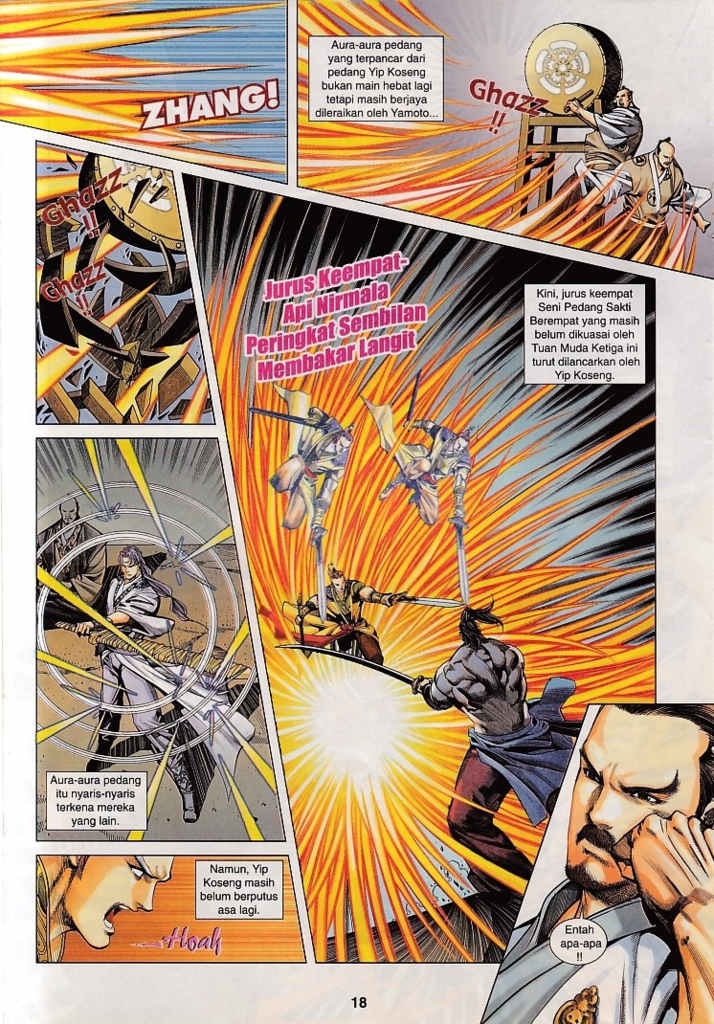 ZHANG!
Aura-aura pedang
yang terpancar dari
pedang Yip Koseng
bukan main hebat lagi
tetapi masih berjaya
dileraikan oleh Yamoto...
Ghazz
!!
Ghazz
!!
Ghazz
!!
Jurus Keempat-
Api Nirmala
Peringkat Sembilan
Membakar Langit
Kini, jurus keempat
Seni Pedang Sakti
Berempat yang masih
belum dikuasai oleh
Tuan Muda Ketiga ini
turut dilancarkan oleh
Yip Koseng.
Aura-aura pedang
itu nyaris-nyaris
terkena mereka
yang lain.
Namun, Yip
Koseng masih
belum berputus
asa lagi.
Hoah
Entah
apa-apa
!!
18